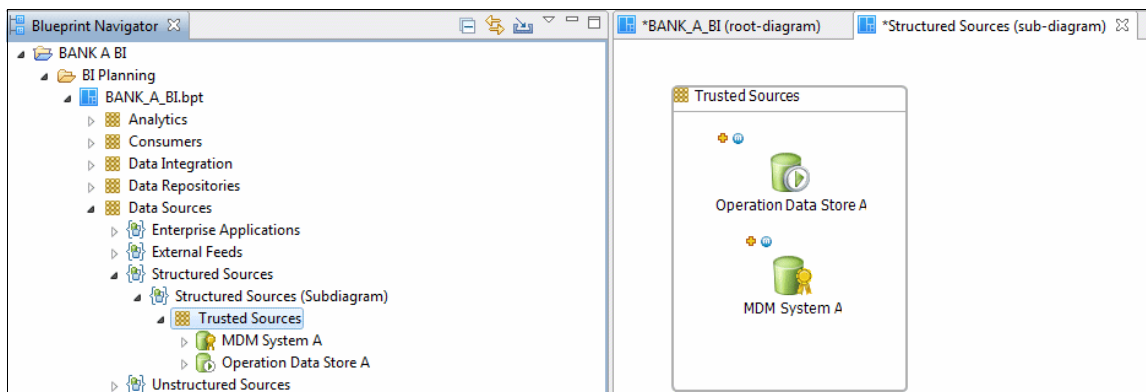 Blueprint Navigator
BANK A BI
BI Planning
BANK_A_BI.bpt
Analytics
Consumers
Data Integration
Data Repositories
Data Sources
Enterprise Applications
External Feeds
Structured Sources
Structured Sources (Subdiagram)
Trusted Sources
MDM System A
Operation Data Store A
Unstructured Sources
*BANK_A_BI (root-diagram)
*Structured Sources (sub-diagram)
Trusted Sources
Operation Data Store A
MDM System A